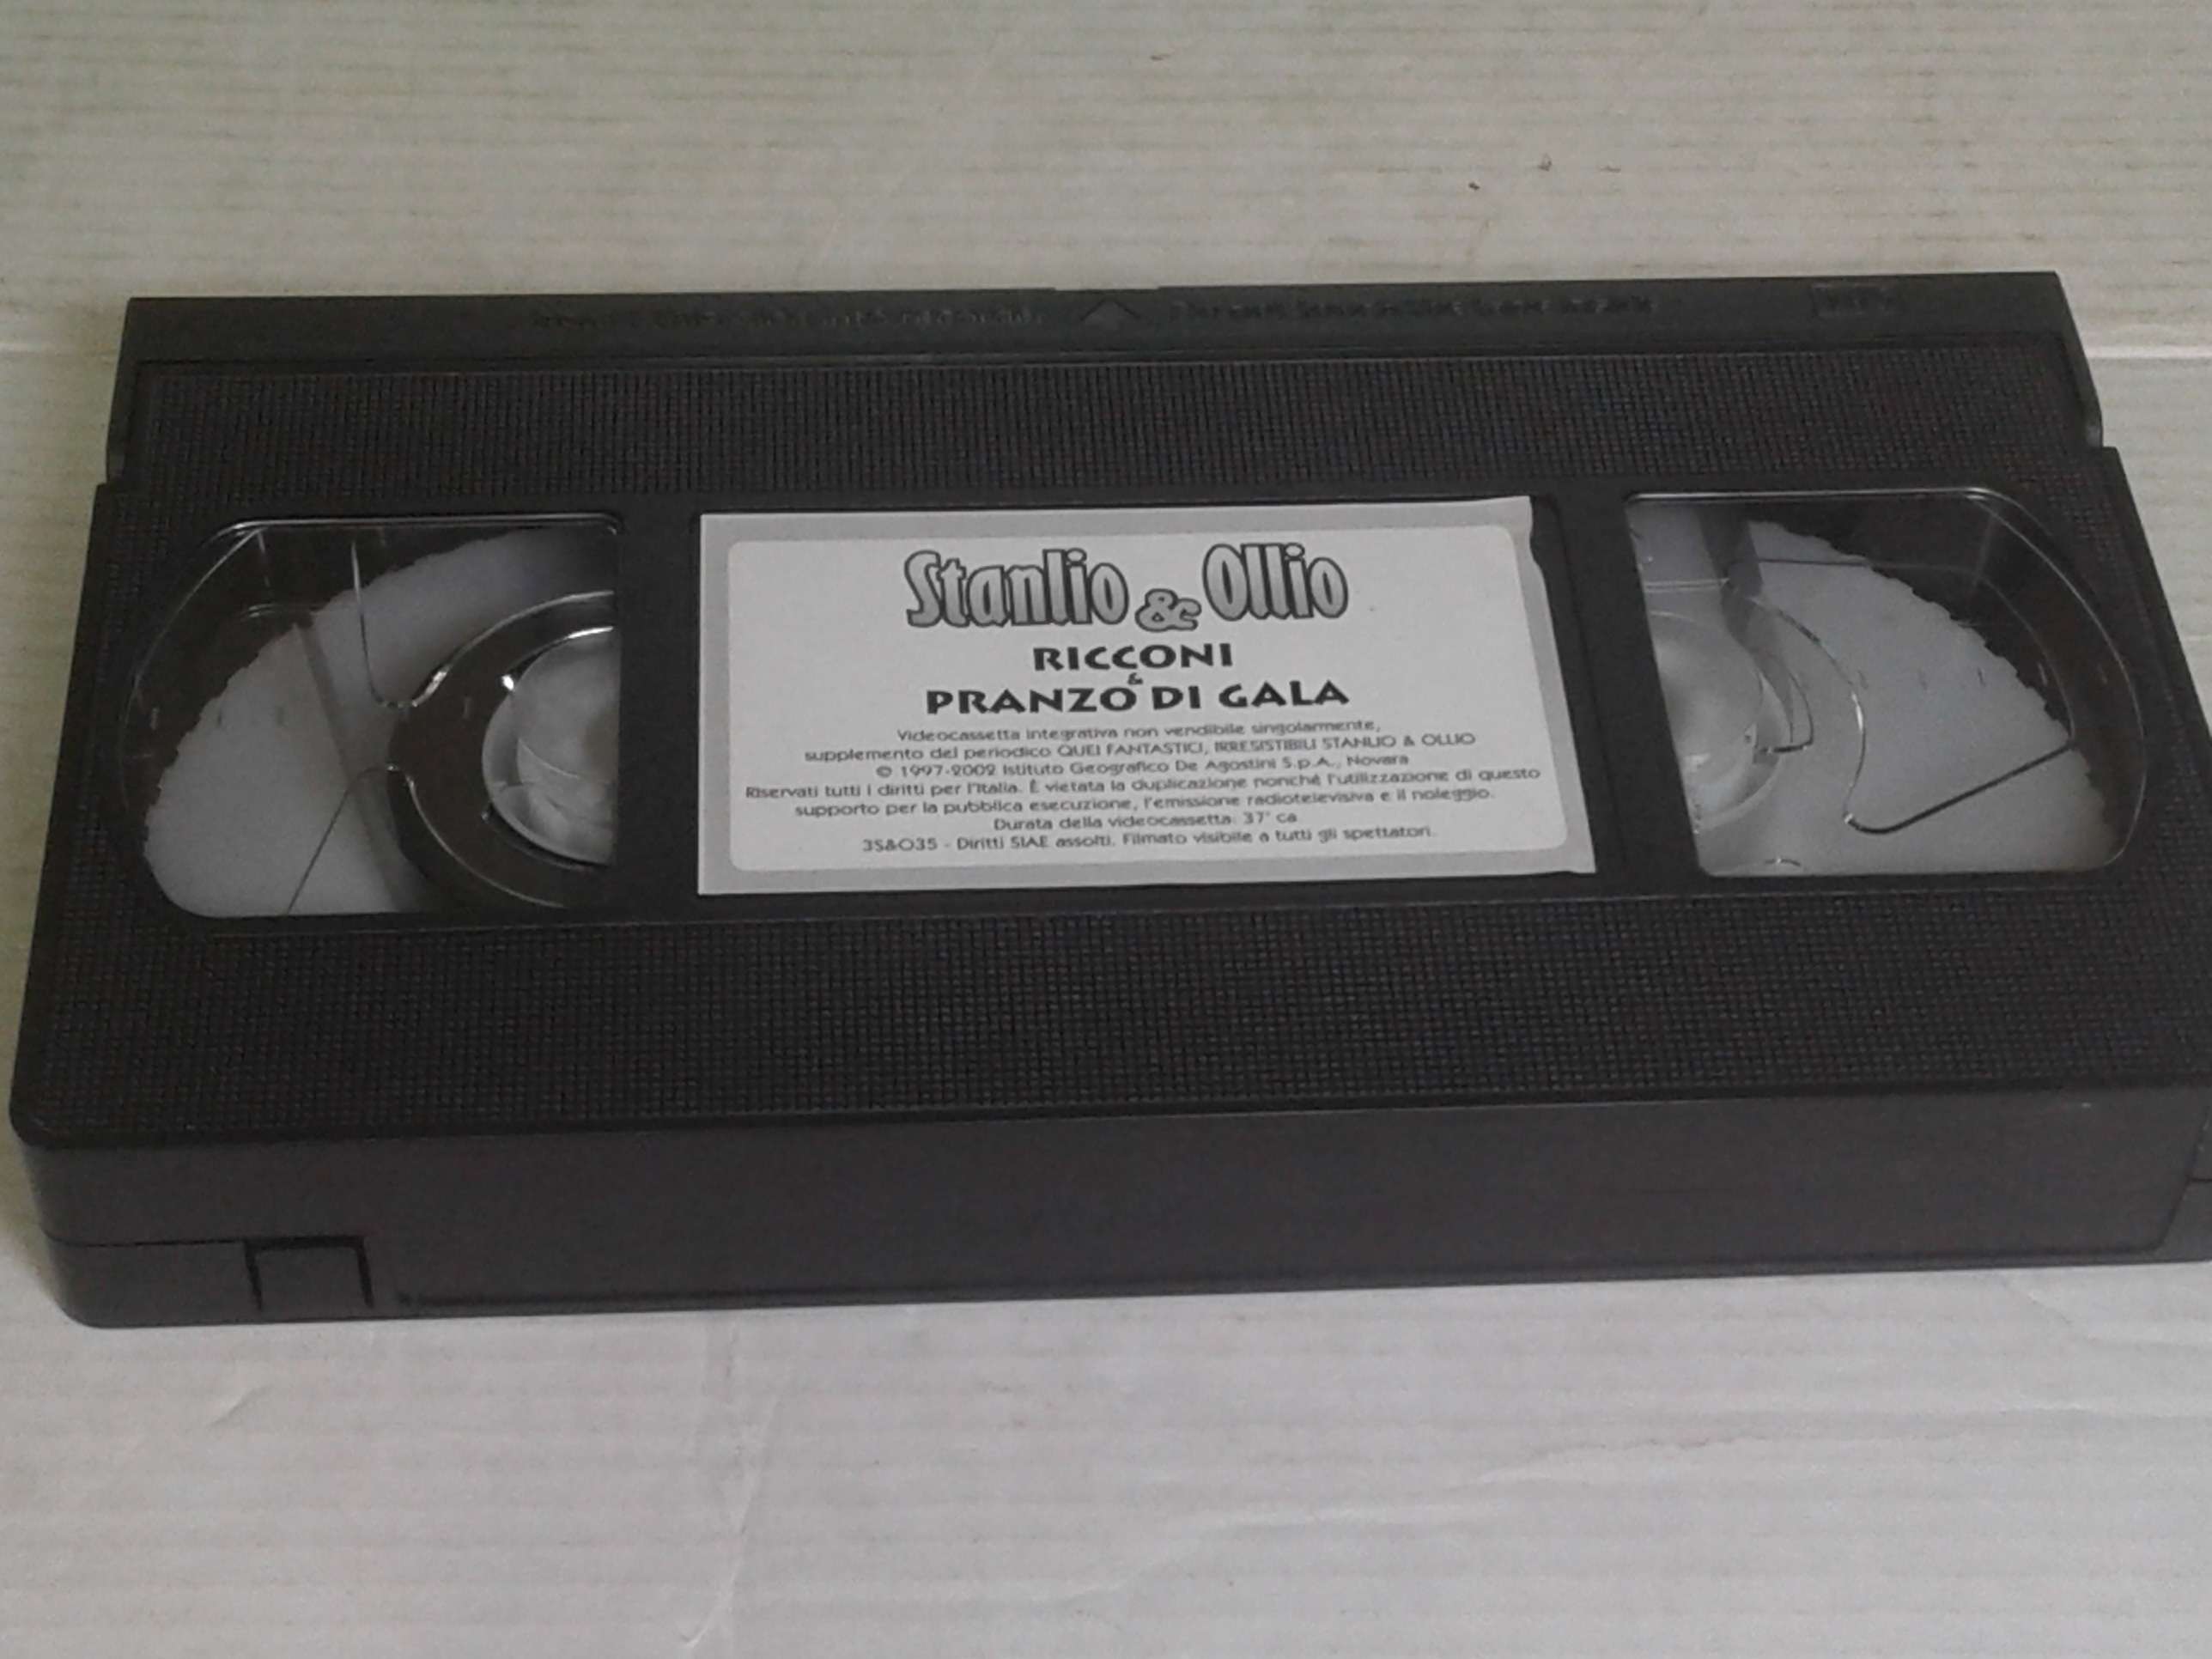 Stanlio & Ollio
RICCONI
&
PRANZO DI GALA
Videocassetta integrativa non vendibile singolarmente,
supplemento del periodico QUEI FANTASTICI, IRRESISTIBILI STANLIO & OLLIO
© 1997-2002 Istituto Geografico De Agostini S.p.A., Novara
Riservati tutti i diritti per l'Italia. È vietata la duplicazione nonché l'utilizzazione di questo
supporto per la pubblica esecuzione, l'emissione radiotelevisiva e il noleggio.
Durata della videocassetta: 37' ca
3S&O35 - Diritti SIAE assolti. Filmato visibile a tutti gli spettatori.